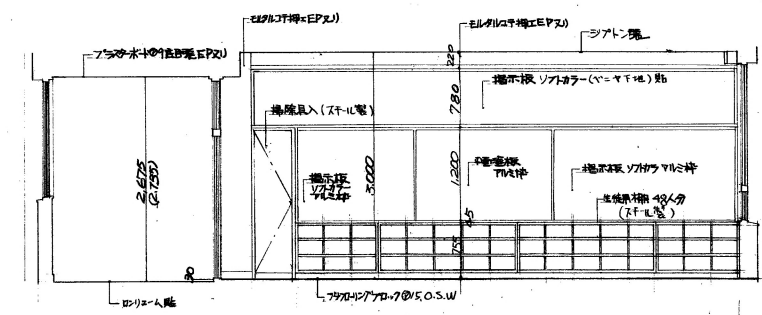 モルタルコテ押エEPヌリ
モルタルコテ押エEPヌリ
ジプトン貼
プラスターボード⑦9目透貼EPヌリ
220
掲示板 ソフトカラー(ベニヤ下地)貼
780
掃除具入(スチール製)
2,675
(2,755)
3,000
1,200
掲示板
ソフトカラー
アルミ枠
アルミ枠
掲示板 ソフトカラ アルミ枠
生徒用棚 48人分
(スチール製)
45
755
ロンリューム貼
フタフローリングブロック⑦15.O.S.W